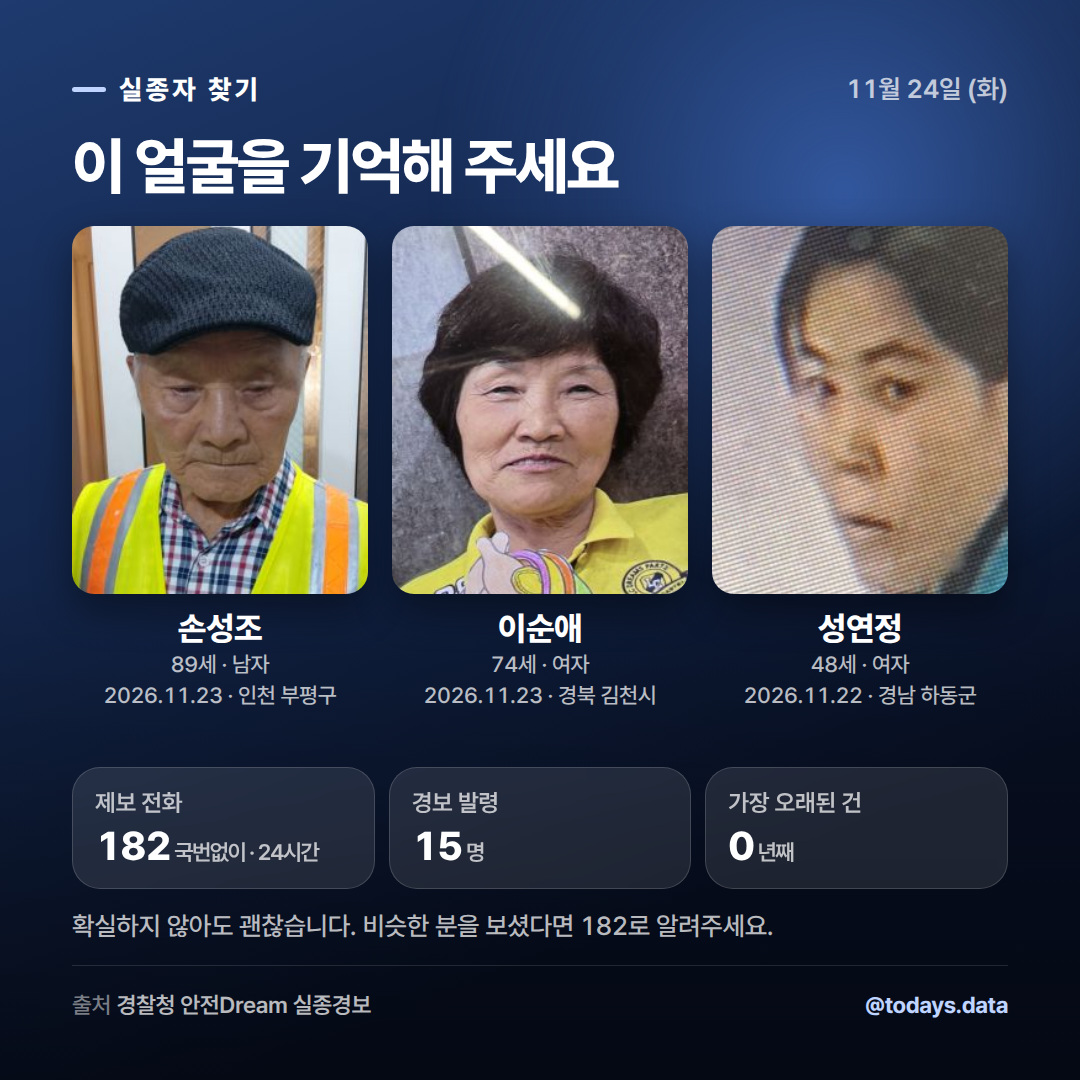 실종자 찾기
11월 24일 (화)
이 얼굴을 기억해 주세요
손성조
89세 · 남자
2026.11.23 · 인천 부평구
이순애
74세 · 여자
2026.11.23 · 경북 김천시
성연정
48세 · 여자
2026.11.22 · 경남 하동군
제보 전화
182 국번없이 · 24시간
경보 발령
15 명
가장 오래된 건
0 년째
확실하지 않아도 괜찮습니다. 비슷한 분을 보셨다면 182로 알려주세요.
출처 경찰청 안전Dream 실종경보
@todays.data